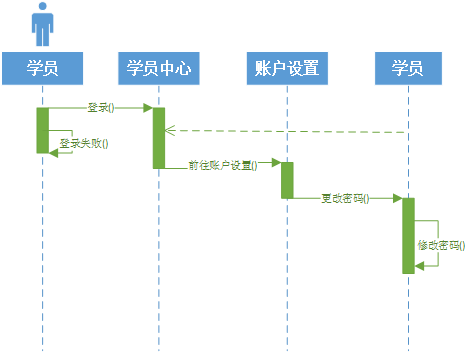 学员
学员中心
账户设置
学员
登录()
登录失败()
前往账户设置()
更改密码()
修改密码()